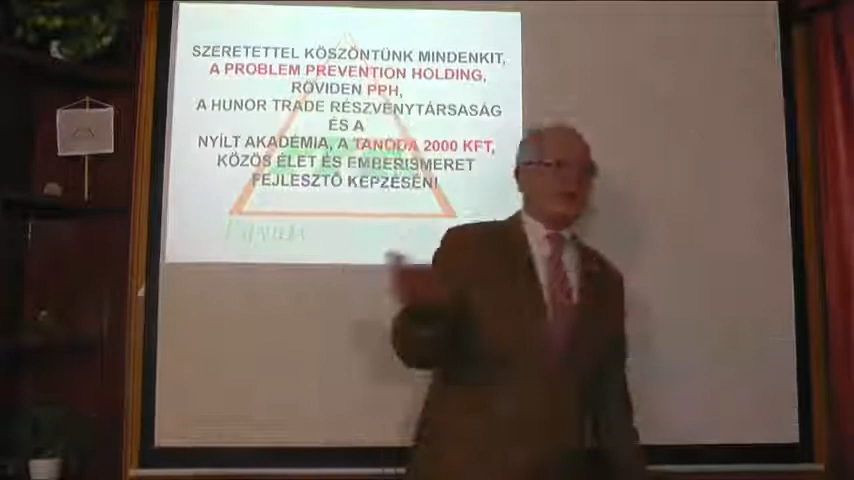 SZERETETTEL KÖSZÖNTÜNK MINDENKIT,
A PROBLEM PREVENTION HOLDING,
RÖVIDEN PPH,
A HUNOR TRADE RÉSZVÉNYTÁRSASÁG
ÉS A
NYÍLT AKADÉMIA, A TANODA 2000 KFT,
KÖZÖS ÉLET ÉS EMBERISMERET
FEJLESZTŐ KÉPZÉSÉN!